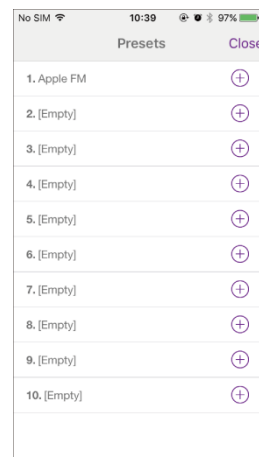 No SIM 10:39 97%
Presets Close
1. Apple FM
2. [Empty]
3. [Empty]
4. [Empty]
5. [Empty]
6. [Empty]
7. [Empty]
8. [Empty]
9. [Empty]
10. [Empty]